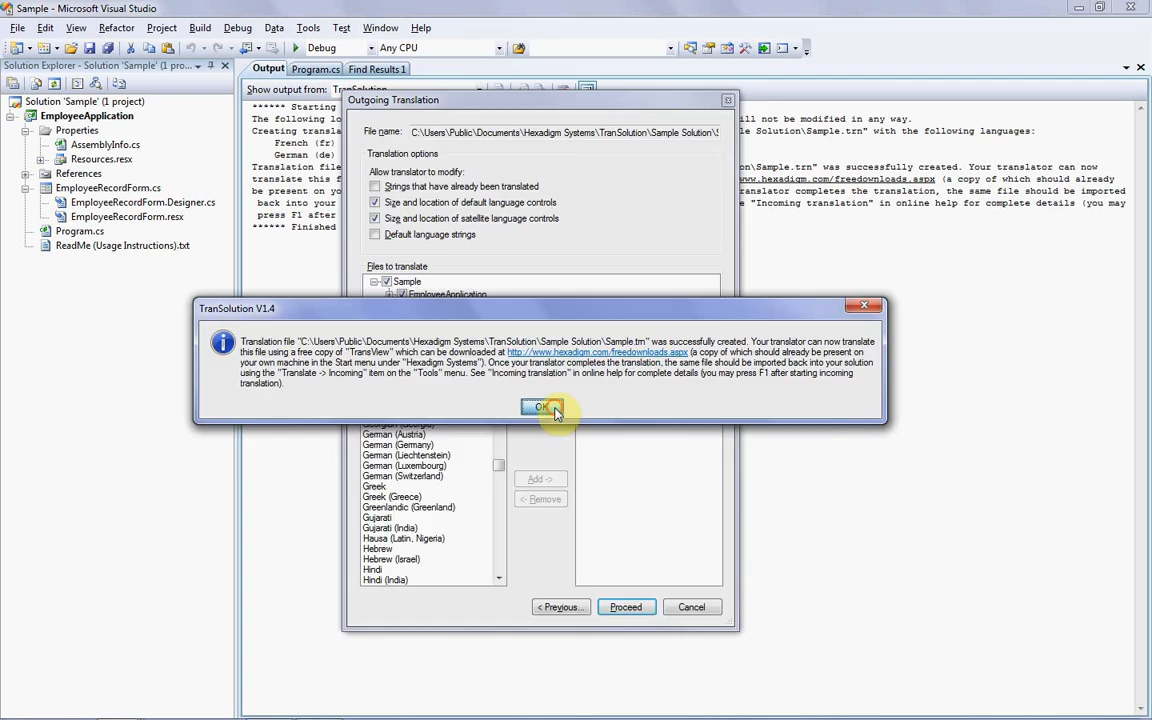 Sample - Microsoft Visual Studio
File Edit View Refactor Project Build Debug Data Tools Test Window Help
Debug Any CPU
Solution Explorer - Solution 'Sample' (1 pro...
Output Program.cs Find Results 1
Show output from:
Solution 'Sample' (1 project)
EmployeeApplication
Properties
AssemblyInfo.cs
Resources.resx
References
EmployeeRecordForm.cs
EmployeeRecordForm.Designer.cs
EmployeeRecordForm.resx
Program.cs
ReadMe (Usage Instructions).txt
****** Starting
The following lo
will not be modified in any way.
Creating transla
Solution\Sample.trn" with the following languages:
French (fr)
German (de)
Translation file
\Sample.trn" was successfully created. Your translator can now
translate this f
www.hexadigm.com/freedownloads.aspx (a copy of which should already
be present on yo
translator completes the translation, the same file should be imported
back into your
"Incoming translation" in online help for complete details (you may
press F1 after
****** Finished
Outgoing Translation
File name: C:\Users\Public\Documents\Hexadigm Systems\TranSolution\Sample Solution\S
Translation options
Allow translator to modify:
Strings that have already been translated
Size and location of default language controls
Size and location of satellite language controls
Default language strings
Files to translate
Sample
EmployeeApplication
TranSolution V1.4
Translation file "C:\Users\Public\Documents\Hexadigm Systems\TranSolution\Sample Solution\Sample.trn" was successfully created. Your translator can now translate
this file using a free copy of "TransView" which can be downloaded at http://www.hexadigm.com/freedownloads.aspx (a copy of which should already be present on
your own machine in the Start menu under "Hexadigm Systems"). Once your translator completes the translation, the same file should be imported back into your solution
using the "Translate -> Incoming" item on the "Tools" menu. See "Incoming translation" in online help for complete details (you may press F1 after starting incoming
translation).
OK
Georgian (Georgia)
German (Austria)
German (Germany)
German (Liechtenstein)
German (Luxembourg)
German (Switzerland)
Greek
Greek (Greece)
Greenlandic (Greenland)
Gujarati
Gujarati (India)
Hausa (Latin, Nigeria)
Hebrew
Hebrew (Israel)
Hindi
Hindi (India)
Add ->
<- Remove
< Previous... Proceed Cancel